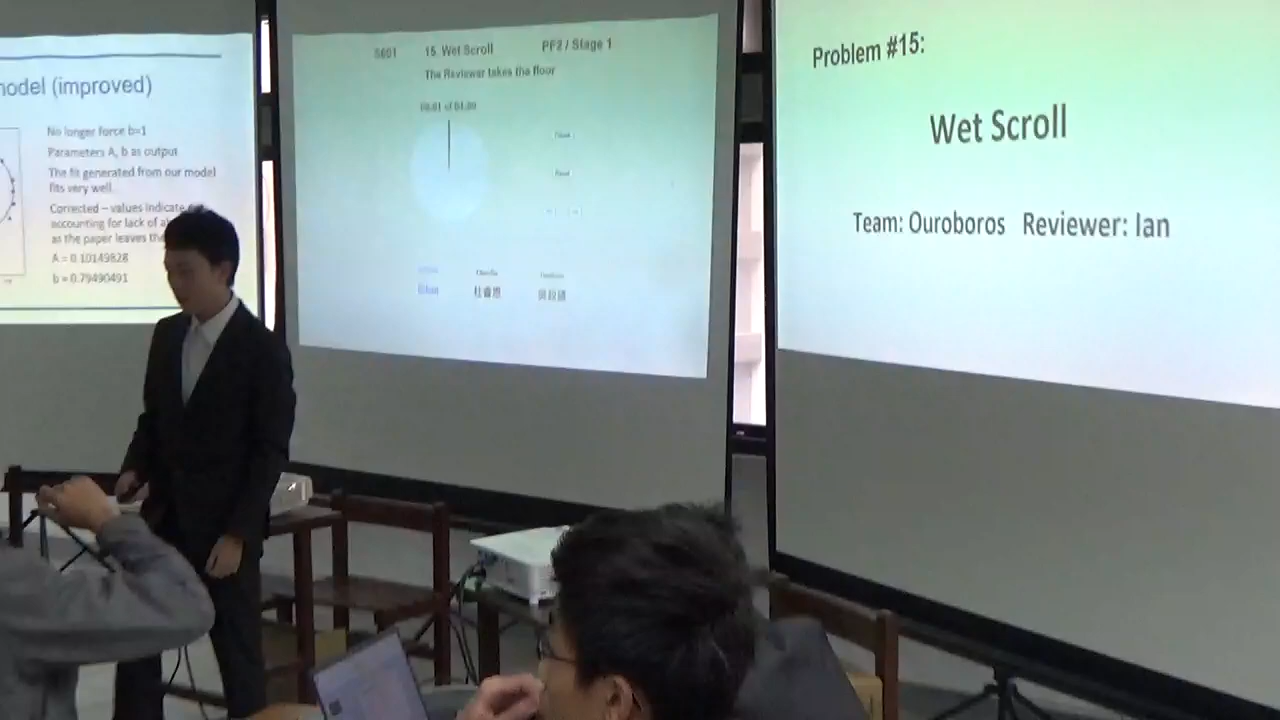 nodel (improved)
No longer force b=1
Parameters A, b as output
The fit generated from our model
fits very well.
Corrected – values indicate
accounting for lack of
as the paper leaves the
A = 0.10149828
b = 0.79490491
S601 15. Wet Scroll PF2 / Stage 1
The Reviewer takes the floor
Problem #15:
Wet Scroll
Team: Ouroboros Reviewer: Ian